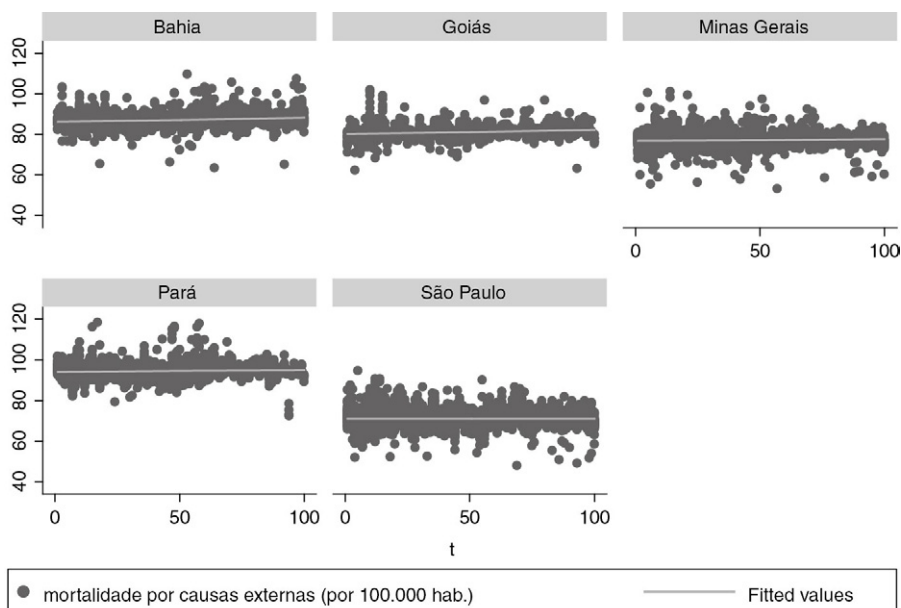 Bahia
Goiás
Minas Gerais
120
100
80
60
40
0
50
100
Pará
São Paulo
120
100
80
60
40
0
50
100
0
50
100
t
mortalidade por causas externas (por 100.000 hab.)
Fitted values